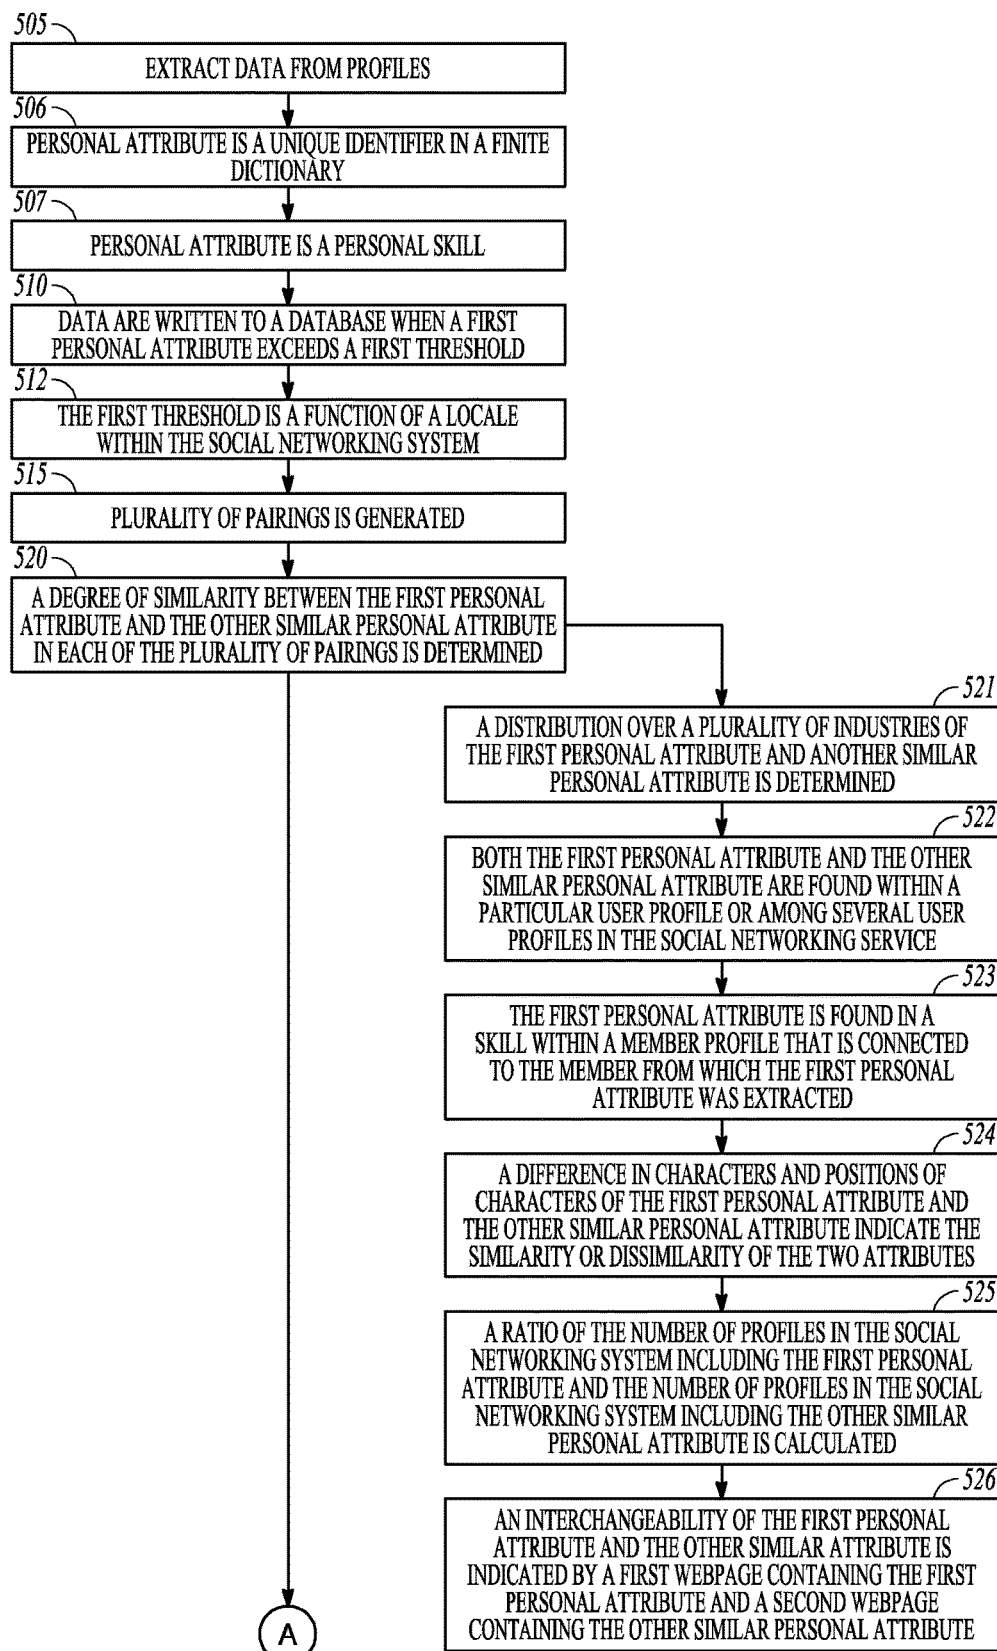 505
EXTRACT DATA FROM PROFILES
506
PERSONAL ATTRIBUTE IS A UNIQUE IDENTIFIER IN A FINITE
DICTIONARY
507
PERSONAL ATTRIBUTE IS A PERSONAL SKILL
510
DATA ARE WRITTEN TO A DATABASE WHEN A FIRST
PERSONAL ATTRIBUTE EXCEEDS A FIRST THRESHOLD
512
THE FIRST THRESHOLD IS A FUNCTION OF A LOCALE
WITHIN THE SOCIAL NETWORKING SYSTEM
515
PLURALITY OF PAIRINGS IS GENERATED
520
A DEGREE OF SIMILARITY BETWEEN THE FIRST PERSONAL
ATTRIBUTE AND THE OTHER SIMILAR PERSONAL ATTRIBUTE
IN EACH OF THE PLURALITY OF PAIRINGS IS DETERMINED
521
A DISTRIBUTION OVER A PLURALITY OF INDUSTRIES OF
THE FIRST PERSONAL ATTRIBUTE AND ANOTHER SIMILAR
PERSONAL ATTRIBUTE IS DETERMINED
522
BOTH THE FIRST PERSONAL ATTRIBUTE AND THE OTHER
SIMILAR PERSONAL ATTRIBUTE ARE FOUND WITHIN A
PARTICULAR USER PROFILE OR AMONG SEVERAL USER
PROFILES IN THE SOCIAL NETWORKING SERVICE
523
THE FIRST PERSONAL ATTRIBUTE IS FOUND IN A
SKILL WITHIN A MEMBER PROFILE THAT IS CONNECTED
TO THE MEMBER FROM WHICH THE FIRST PERSONAL
ATTRIBUTE WAS EXTRACTED
524
A DIFFERENCE IN CHARACTERS AND POSITIONS OF
CHARACTERS OF THE FIRST PERSONAL ATTRIBUTE AND
THE OTHER SIMILAR PERSONAL ATTRIBUTE INDICATE THE
SIMILARITY OR DISSIMILARITY OF THE TWO ATTRIBUTES
525
A RATIO OF THE NUMBER OF PROFILES IN THE SOCIAL
NETWORKING SYSTEM INCLUDING THE FIRST PERSONAL
ATTRIBUTE AND THE NUMBER OF PROFILES IN THE SOCIAL
NETWORKING SYSTEM INCLUDING THE OTHER SIMILAR
PERSONAL ATTRIBUTE IS CALCULATED
526
AN INTERCHANGEABILITY OF THE FIRST PERSONAL
ATTRIBUTE AND THE OTHER SIMILAR ATTRIBUTE IS
INDICATED BY A FIRST WEBPAGE CONTAINING THE FIRST
PERSONAL ATTRIBUTE AND A SECOND WEBPAGE
CONTAINING THE OTHER SIMILAR PERSONAL ATTRIBUTE
A